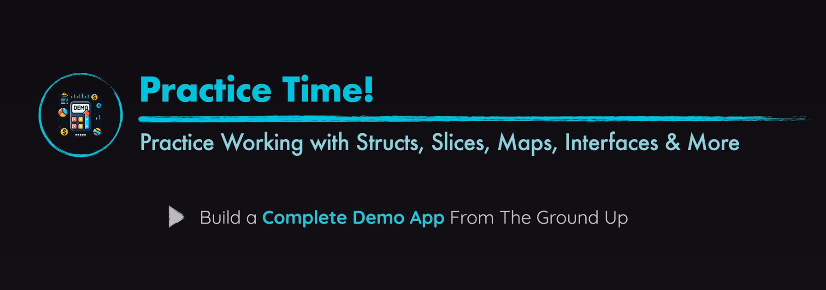 DEMO
Practice Time!
Practice Working with Structs, Slices, Maps, Interfaces & More
Build a Complete Demo App From The Ground Up